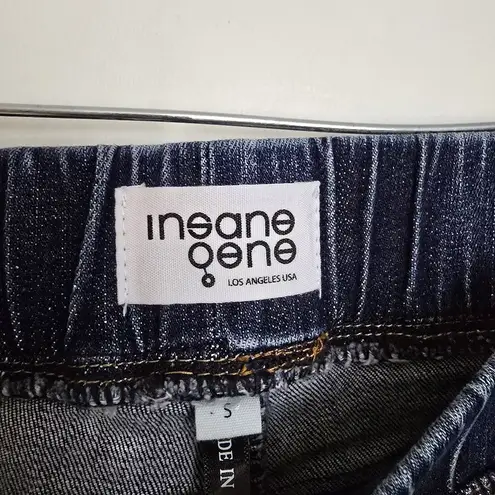 insane
gene
LOS ANGELES USA
S
DE IN